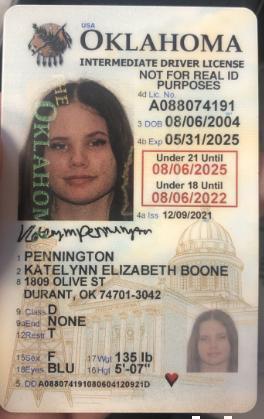 USA
OKLAHOMA
INTERMEDIATE DRIVER LICENSE
NOT FOR REAL ID
PURPOSES
4d Lic. No.
A088074191
3 DOB 08/06/2004
4b Exp 05/31/2025
Under 21 Until
08/06/2025
Under 18 Until
08/06/2022
4a Iss 12/09/2021
OKLAHOM
1 PENNINGTON
2 KATELYNN ELIZABETH BOONE
8 1809 OLIVE ST
DURANT, OK 74701-3042
9 Class D
9a End NONE
12 Restr T
15 Sex F 17 Wgt 135 lb
18 Eyes BLU 16 Hgt 5'-07"
5 DD A0880741910806041209 21D